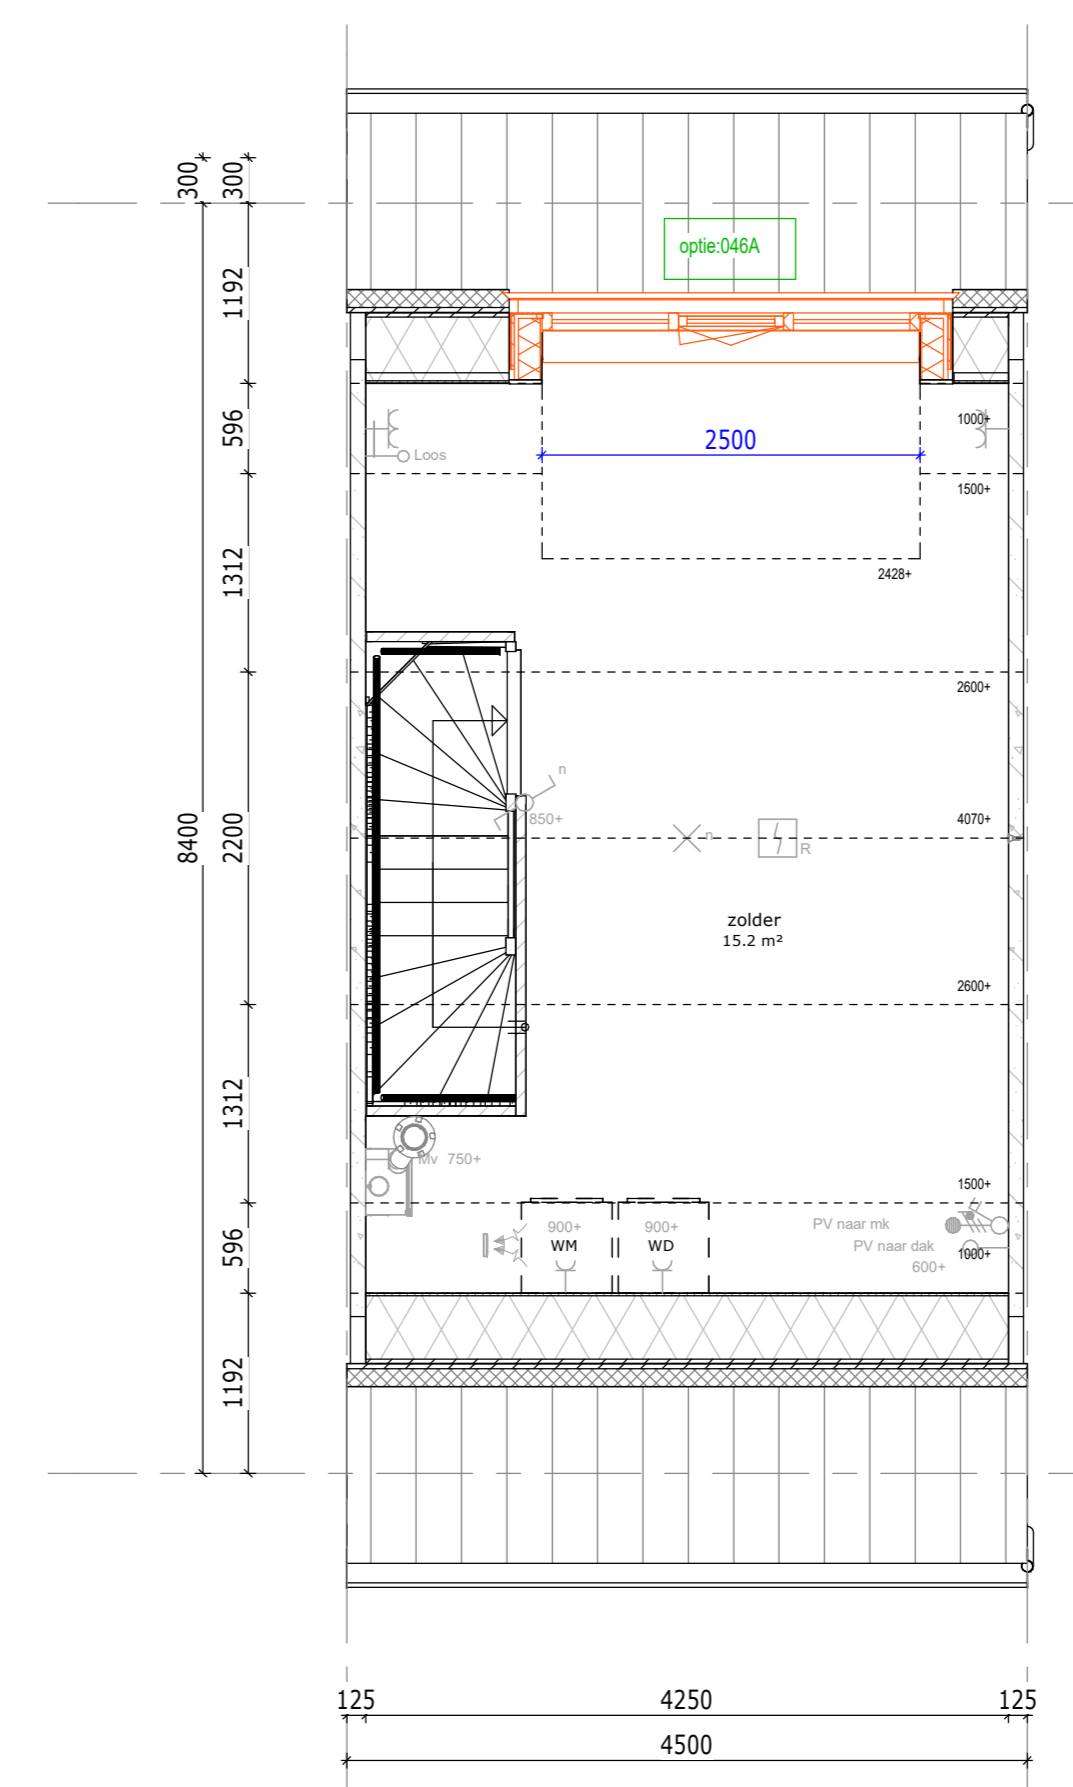 300
300
optie:046A
1192
596
1000+
Loos
2500
1500+
1312
2428+
2600+
n
850+
8400
2200
4070+
n
R
zolder
15.2 m²
2600+
1312
Mv 750+
1500+
596
900+
900+
WM
WD
PV naar mk
PV naar dak
1000+
600+
1192
125
4250
125
4500